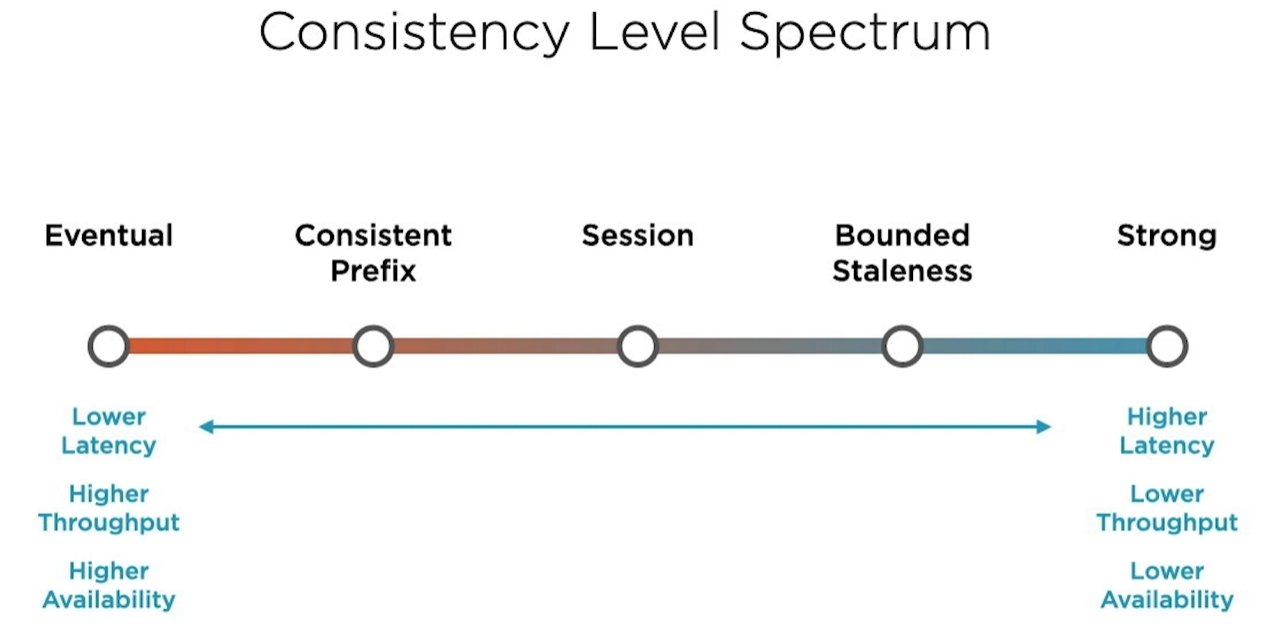 Consistency Level Spectrum
Eventual
Consistent
Prefix
Session
Bounded
Staleness
Strong
Lower
Latency
Higher
Throughput
Higher
Availability
Higher
Latency
Lower
Throughput
Lower
Availability